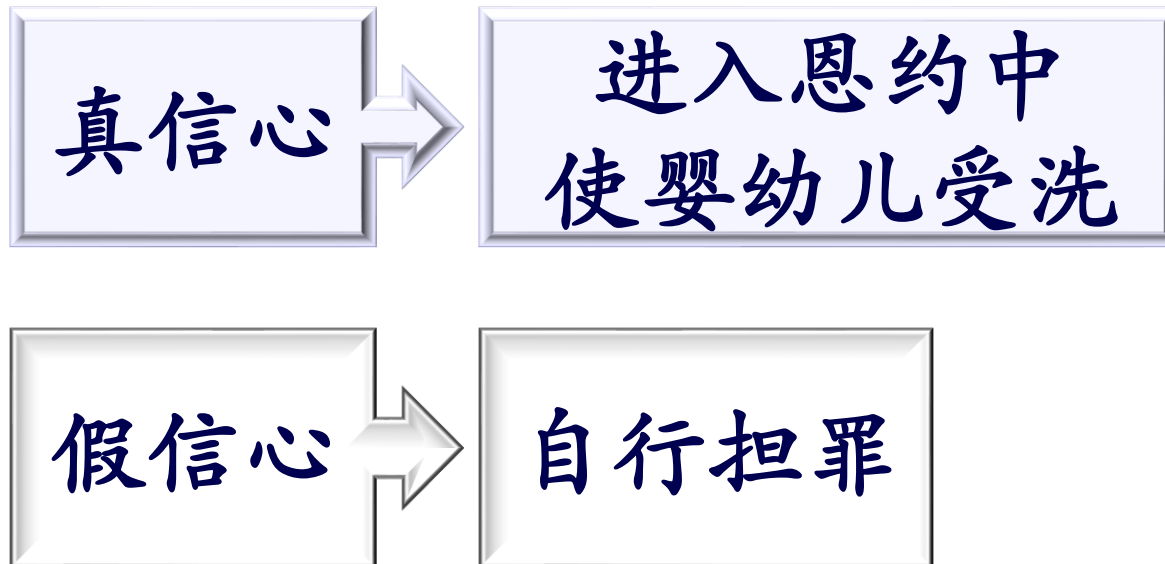 真信心
进入恩约中
使婴幼儿受洗
假信心
自行担罪